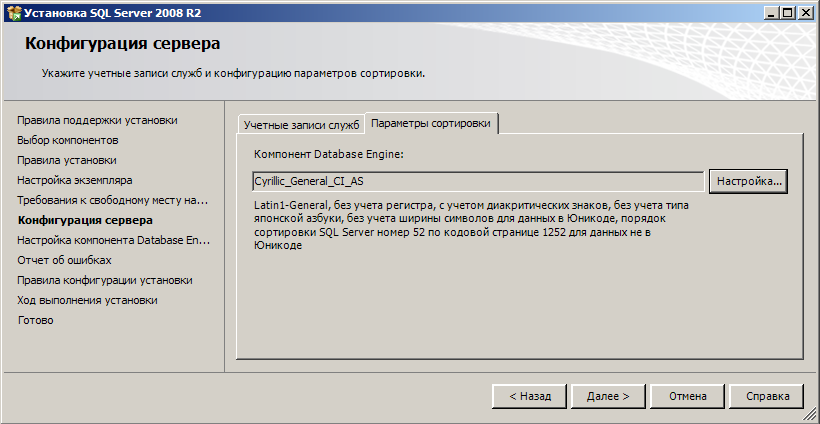 Установка SQL Server 2008 R2
Конфигурация сервера
Укажите учетные записи служб и конфигурацию параметров сортировки.
Правила поддержки установки
Выбор компонентов
Правила установки
Настройка экземпляра
Требования к свободному месту на...
Конфигурация сервера
Настройка компонента Database En...
Отчет об ошибках
Правила конфигурации установки
Ход выполнения установки
Готово
Учетные записи служб
Параметры сортировки
Компонент Database Engine:
Cyrillic_General_CI_AS
Настройка...
Latin1-General, без учета регистра, с учетом диакритических знаков, без учета типа
японской азбуки, без учета ширины символов для данных в Юникоде, порядок
сортировки SQL Server номер 52 по кодовой странице 1252 для данных не в
Юникоде
< Назад
Далее >
Отмена
Справка